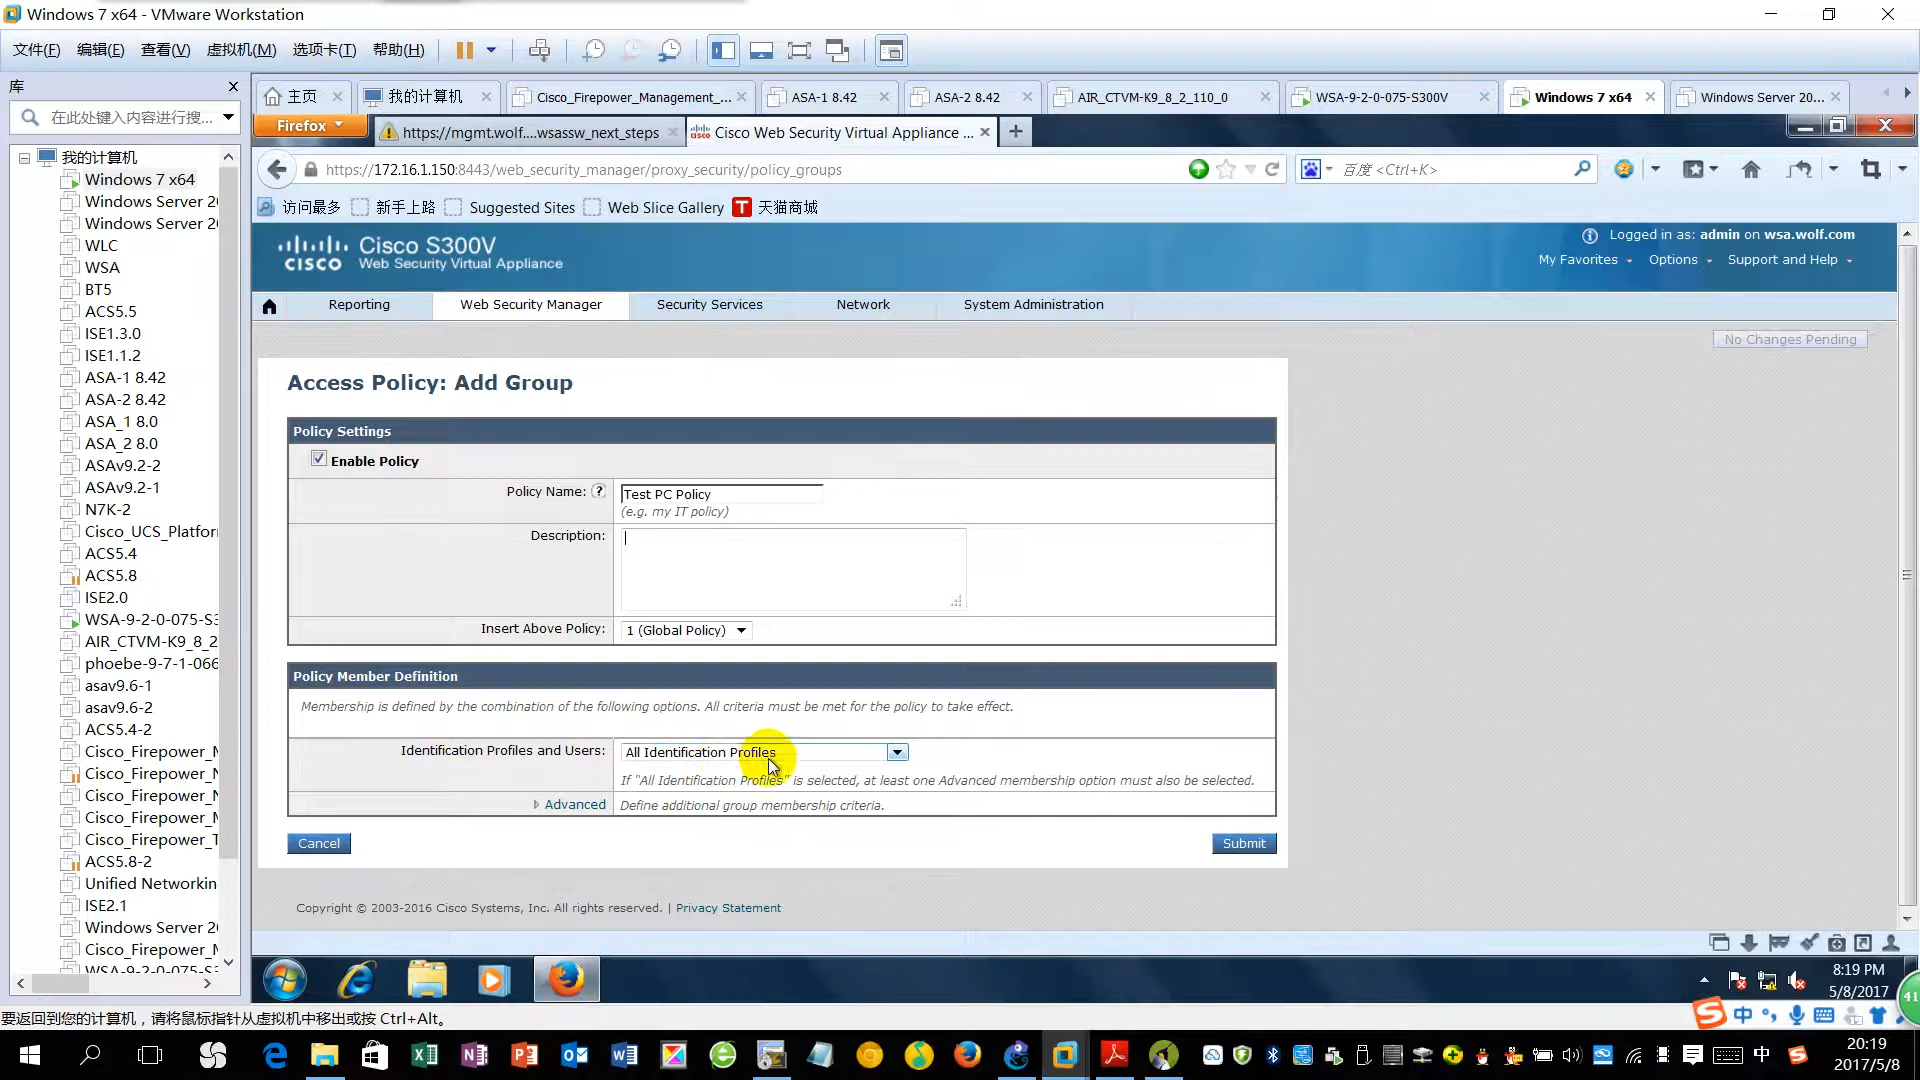 Windows 7 x64 - VMware Workstation
文件(F) 编辑(E) 查看(V) 虚拟机(M) 选项卡(T) 帮助(H)
库
在此处键入内容进行搜...
主页
我的计算机
Cisco_Firepower_Management_...
ASA-1 8.42
ASA-2 8.42
AIR_CTVM-K9_8_2_110_0
WSA-9-2-0-075-S300V
Windows 7 x64
Windows Server 20...
Firefox
https://mgmt.wolf....wsassw_next_steps
Cisco Web Security Virtual Appliance ...
https://172.16.1.150:8443/web_security_manager/proxy_security/policy_groups
百度 <Ctrl+K>
访问最多 新手上路 Suggested Sites Web Slice Gallery 天猫商城
我的计算机
Windows 7 x64
Windows Server 2
Windows Server 2
WLC
WSA
BT5
ACS5.5
ISE1.3.0
ISE1.1.2
ASA-1 8.42
ASA-2 8.42
ASA_1 8.0
ASA_2 8.0
ASAv9.2-2
ASAv9.2-1
N7K-2
Cisco_UCS_Platfor
ACS5.4
ACS5.8
ISE2.0
WSA-9-2-0-075-S3
AIR_CTVM-K9_8_2
phoebe-9-7-1-066
asav9.6-1
asav9.6-2
ACS5.4-2
Cisco_Firepower_M
Cisco_Firepower_N
Cisco_Firepower_N
Cisco_Firepower_M
Cisco_Firepower_T
ACS5.8-2
Unified Networkin
ISE2.1
Windows Server 2
Cisco_Firepower_M
WSA-9-2-0-075-S3
CISCO
Cisco S300V
Web Security Virtual Appliance
Logged in as: admin on wsa.wolf.com
My Favorites Options Support and Help
Reporting Web Security Manager Security Services Network System Administration
No Changes Pending
Access Policy: Add Group
Policy Settings
Enable Policy
Policy Name: ?
Test PC Policy
(e.g. my IT policy)
Description:
Insert Above Policy:
1 (Global Policy)
Policy Member Definition
Membership is defined by the combination of the following options. All criteria must be met for the policy to take effect.
Identification Profiles and Users:
All Identification Profiles
If "All Identification Profiles" is selected, at least one Advanced membership option must also be selected.
Advanced
Define additional group membership criteria.
Cancel
Submit
Copyright © 2003-2016 Cisco Systems, Inc. All rights reserved. | Privacy Statement
8:19 PM
5/8/2017
41
中
要返回到您的计算机，请将鼠标指针从虚拟机中移出或按 Ctrl+Alt。
中
20:19
2017/5/8